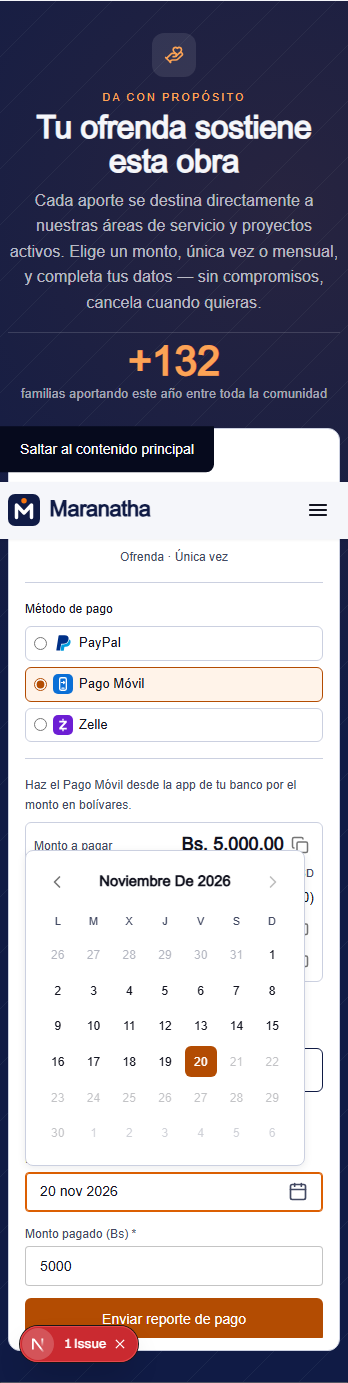 DA CON PROPÓSITO
Tu ofrenda sostiene
esta obra
Cada aporte se destina directamente a
nuestras áreas de servicio y proyectos
activos. Elige un monto, única vez o mensual,
y completa tus datos — sin compromisos,
cancela cuando quieras.
+132
familias aportando este año entre toda la comunidad
Saltar al contenido principal
Maranatha
Ofrenda · Única vez
Método de pago
PayPal
Pago Móvil
Zelle
Haz el Pago Móvil desde la app de tu banco por el
monto en bolívares.
Monto a pagar Bs. 5.000,00
D
0)
Noviembre De 2026
L M X J V S D
26 27 28 29 30 31 1
2 3 4 5 6 7 8
9 10 11 12 13 14 15
16 17 18 19 20 21 22
23 24 25 26 27 28 29
30 1 2 3 4 5 6
20 nov 2026
Monto pagado (Bs) *
5000
Enviar reporte de pago
N 1 Issue